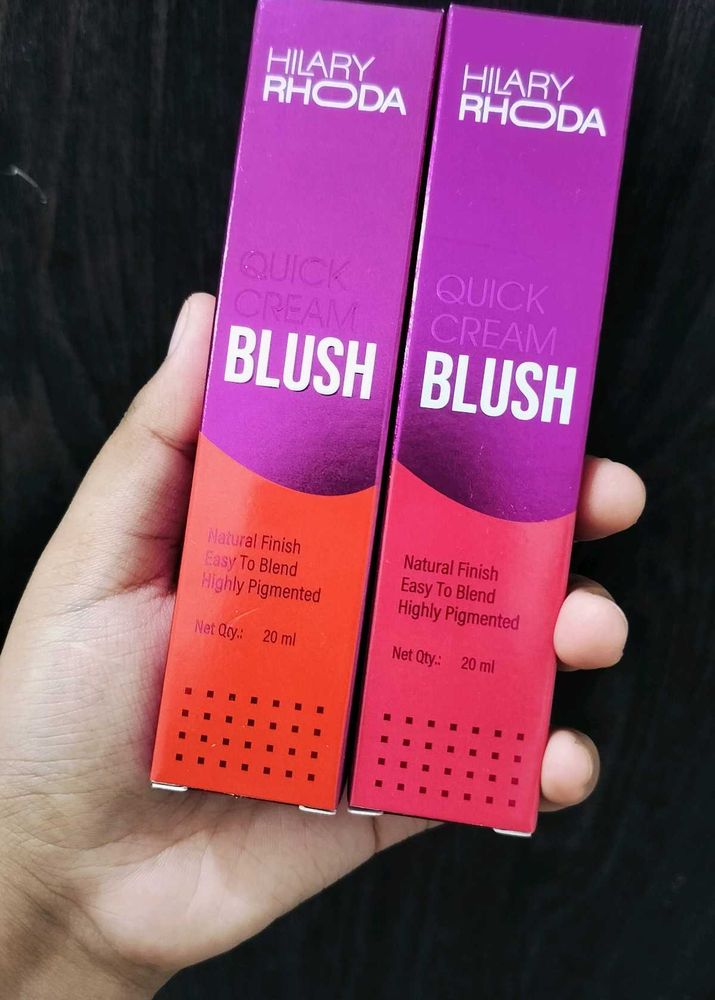 HILARY
RHODA
QUICK
CREAM
BLUSH
Natural Finish
Easy To Blend
Highly Pigmented
Net Qty.: 20 ml
HILARY
RHODA
QUICK
CREAM
BLUSH
Natural Finish
Easy To Blend
Highly Pigmented
Net Qty.: 20 ml